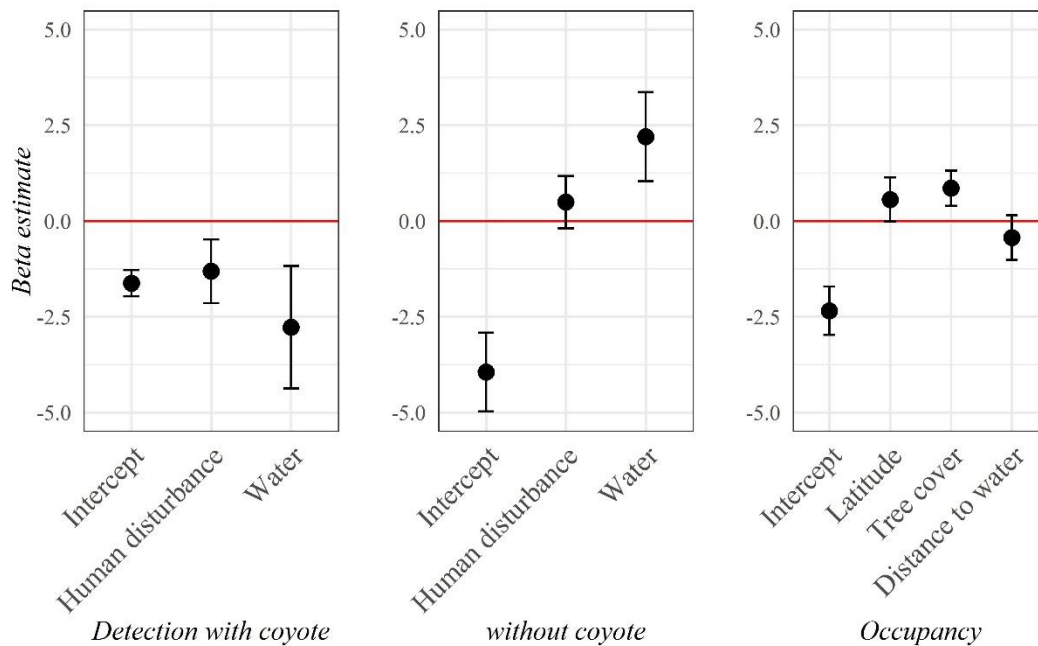 Beta estimate
5.0
2.5
0.0
-2.5
-5.0
Intercept
Human disturbance
Water
Detection with coyote
5.0
2.5
0.0
-2.5
-5.0
Intercept
Human disturbance
Water
without coyote
5.0
2.5
0.0
-2.5
-5.0
Intercept
Latitude
Tree cover
Distance to water
Occupancy